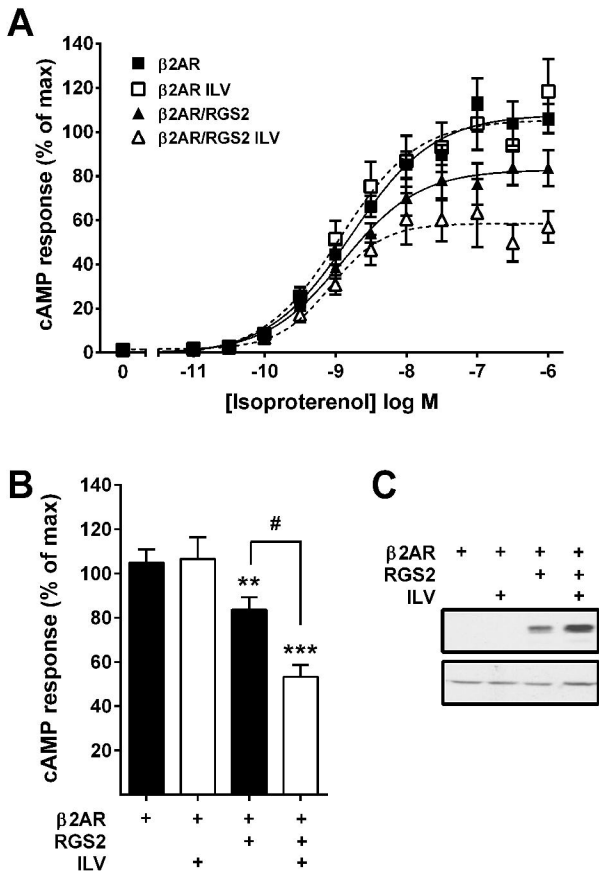 A
cAMP response (% of max)
140
120
100
80
60
40
20
0
β2AR
β2AR ILV
β2AR/RGS2
β2AR/RGS2 ILV
0 -11 -10 -9 -8 -7 -6
[Isoproterenol] log M
B
cAMP response (% of max)
140
120
100
80
60
40
20
#
**
***
β2AR + + + +
RGS2 + +
ILV + +
C
β2AR + + + +
RGS2 + +
ILV + +